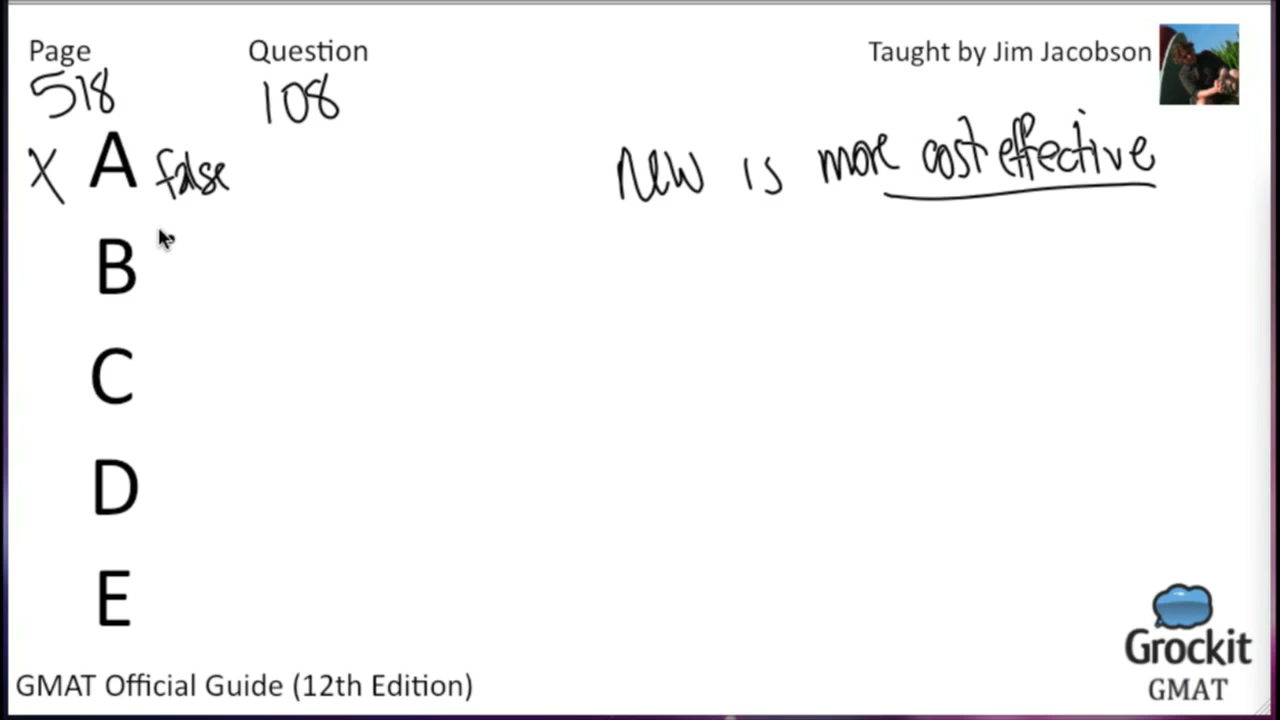 Page Question Taught by Jim Jacobson
518 108
X A false new is more cost effective
B
C
D
E
Grockit
GMAT
GMAT Official Guide (12th Edition)